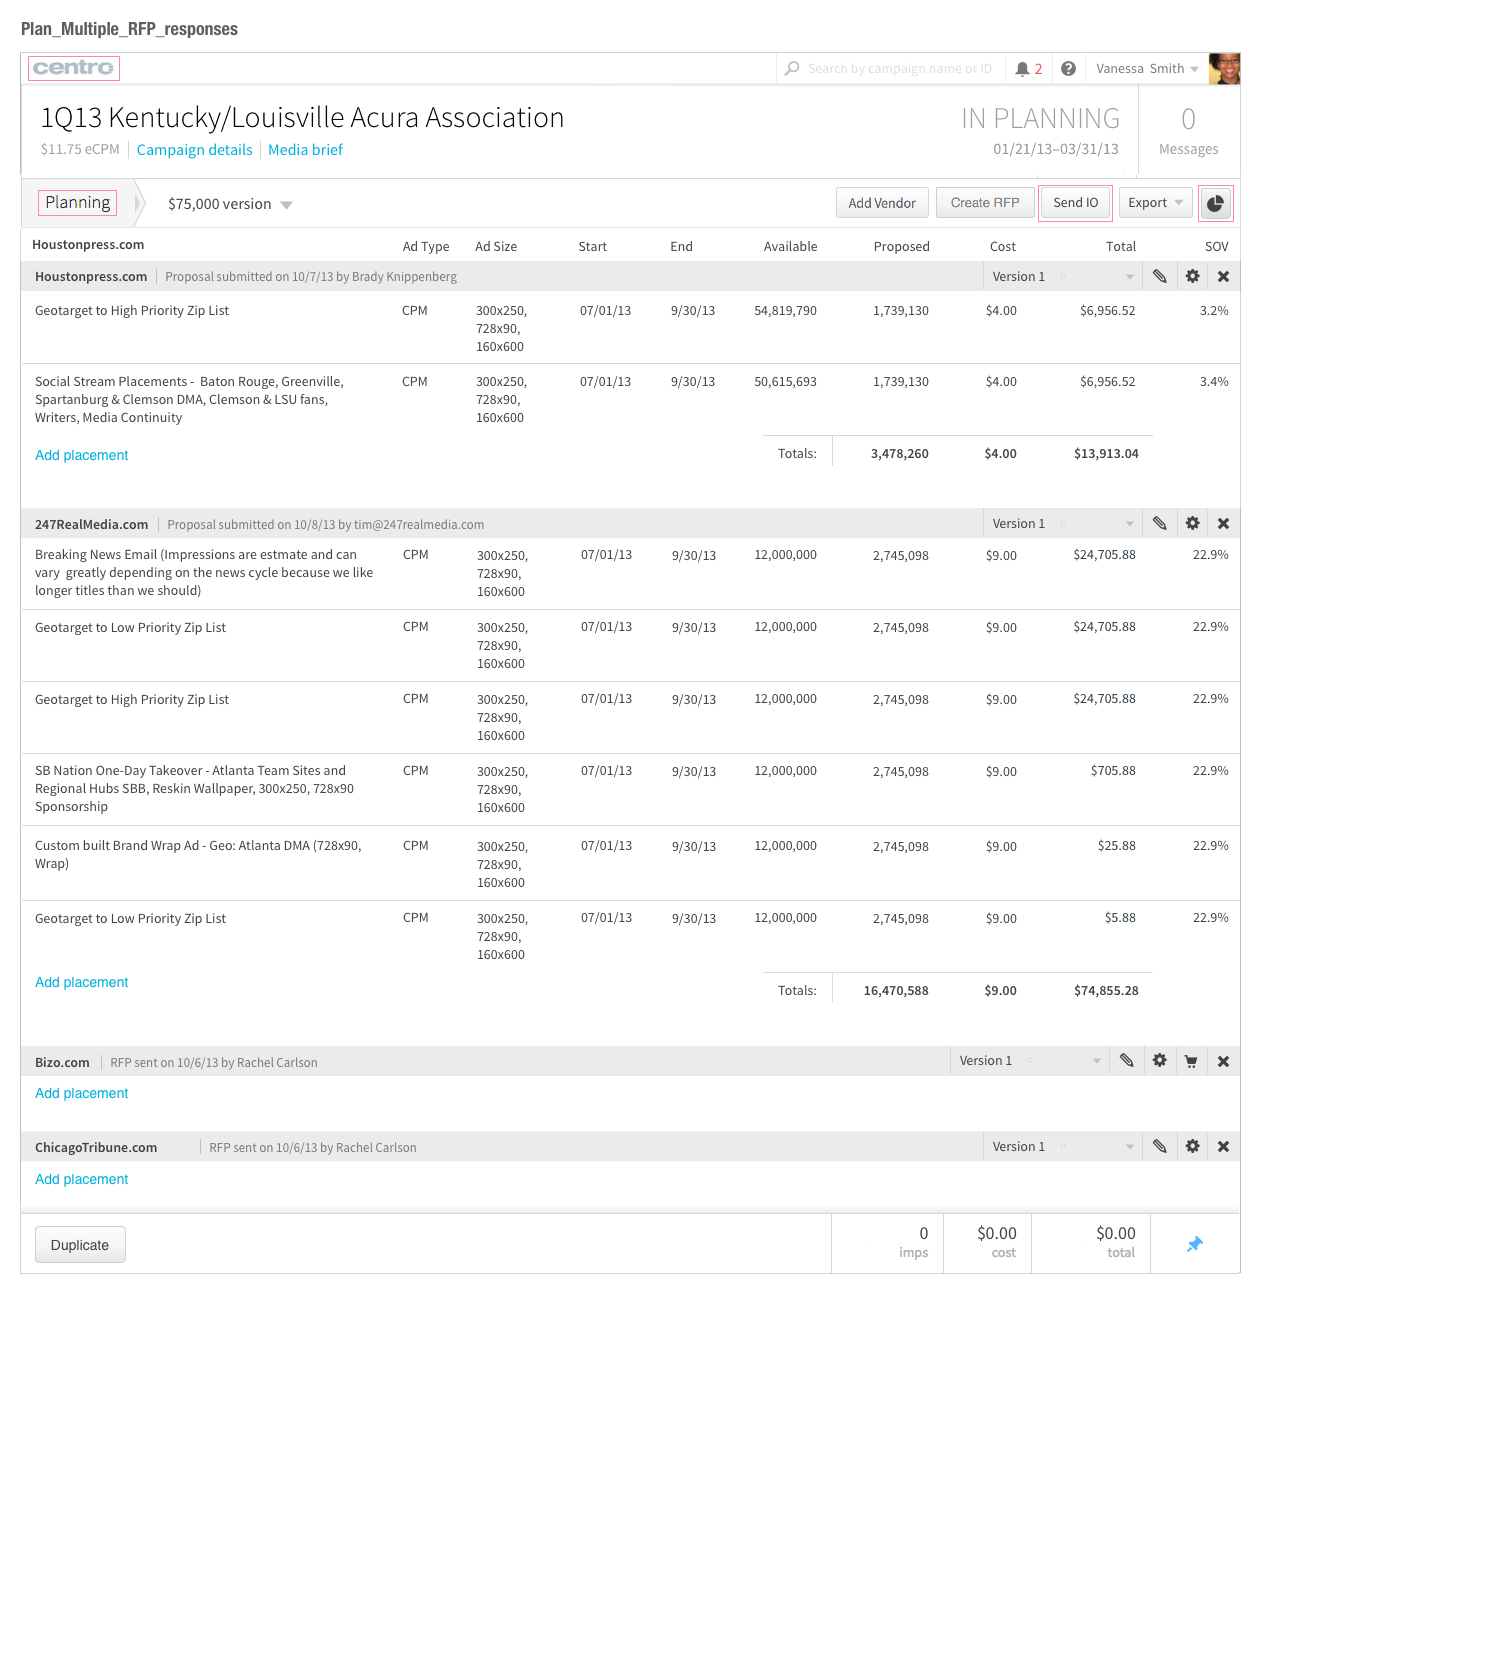 Plan_Multiple_RFP_responses
centro
Search by campaign name or ID
2
?
Vanessa Smith
1Q13 Kentucky/Louisville Acura Association
IN PLANNING
0
$11.75 eCPM
Campaign details
Media brief
01/21/13–03/31/13
Messages
Planning
$75,000 version
Add Vendor
Create RFP
Send IO
Export
Houstonpress.com Ad Type Ad Size Start End Available Proposed Cost Total SOV
Houstonpress.com Proposal submitted on 10/7/13 by Brady Knippenberg Version 1
Geotarget to High Priority Zip List CPM 300x250, 07/01/13 9/30/13 54,819,790 1,739,130 $4.00 $6,956.52 3.2%
728x90,
160x600
Social Stream Placements - Baton Rouge, Greenville, CPM 300x250, 07/01/13 9/30/13 50,615,693 1,739,130 $4.00 $6,956.52 3.4%
Spartanburg & Clemson DMA, Clemson & LSU fans, 728x90,
Writers, Media Continuity 160x600
Add placement Totals: 3,478,260 $4.00 $13,913.04
247RealMedia.com Proposal submitted on 10/8/13 by tim@247realmedia.com Version 1
Breaking News Email (Impressions are estmate and can CPM 300x250, 07/01/13 9/30/13 12,000,000 2,745,098 $9.00 $24,705.88 22.9%
vary greatly depending on the news cycle because we like 728x90,
longer titles than we should) 160x600
Geotarget to Low Priority Zip List CPM 300x250, 07/01/13 9/30/13 12,000,000 2,745,098 $9.00 $24,705.88 22.9%
728x90,
160x600
Geotarget to High Priority Zip List CPM 300x250, 07/01/13 9/30/13 12,000,000 2,745,098 $9.00 $24,705.88 22.9%
728x90,
160x600
SB Nation One-Day Takeover - Atlanta Team Sites and CPM 300x250, 07/01/13 9/30/13 12,000,000 2,745,098 $9.00 $705.88 22.9%
Regional Hubs SBB, Reskin Wallpaper, 300x250, 728x90 728x90,
Sponsorship 160x600
Custom built Brand Wrap Ad - Geo: Atlanta DMA (728x90, CPM 300x250, 07/01/13 9/30/13 12,000,000 2,745,098 $9.00 $25.88 22.9%
Wrap) 728x90,
160x600
Geotarget to Low Priority Zip List CPM 300x250, 07/01/13 9/30/13 12,000,000 2,745,098 $9.00 $5.88 22.9%
728x90,
160x600
Add placement Totals: 16,470,588 $9.00 $74,855.28
Bizo.com RFP sent on 10/6/13 by Rachel Carlson Version 1
Add placement
ChicagoTribune.com RFP sent on 10/6/13 by Rachel Carlson Version 1
Add placement
Duplicate 0 $0.00 $0.00
imps cost total